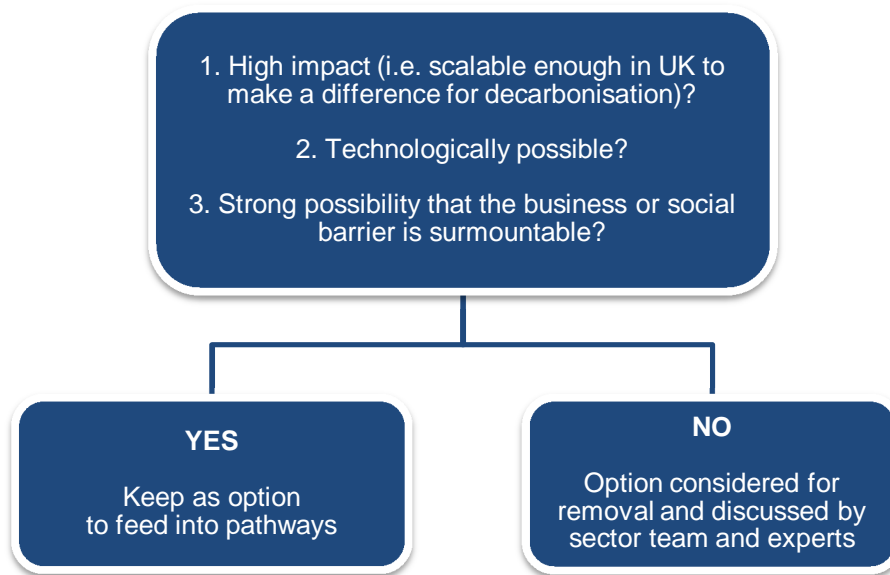 1. High impact (i.e. scalable enough in UK to
make a difference for decarbonisation)?
2. Technologically possible?
3. Strong possibility that the business or social
barrier is surmountable?
YES
Keep as option
to feed into pathways
NO
Option considered for
removal and discussed by
sector team and experts